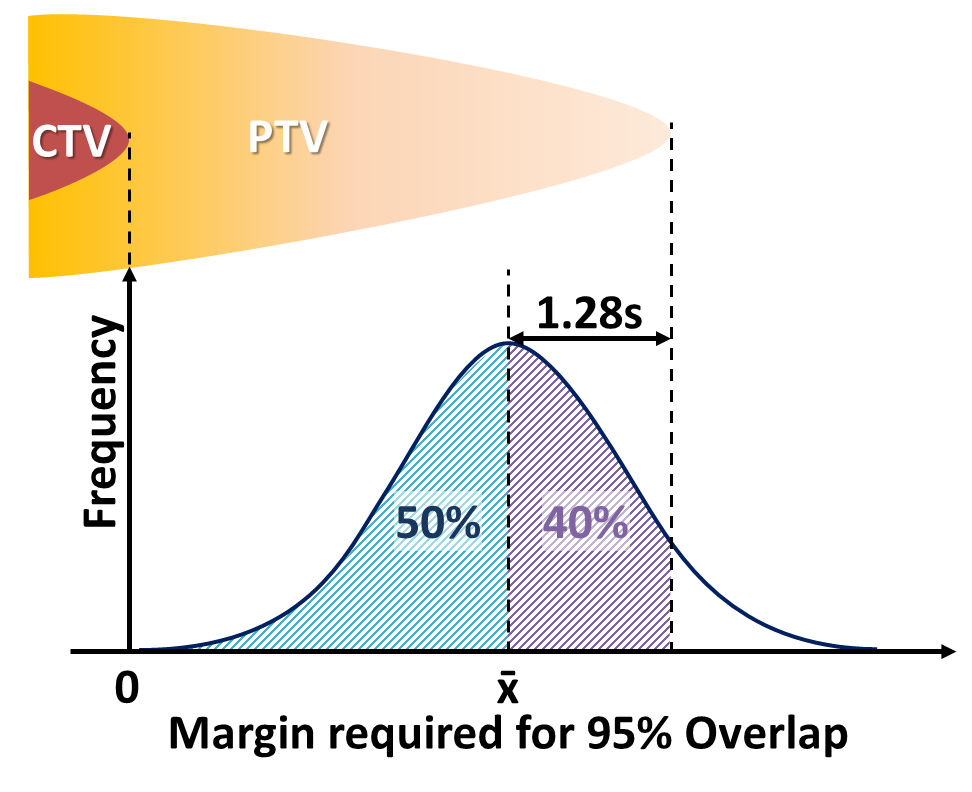 CTV
PTV
1.28s
Frequency
50%
40%
0
x̄
Margin required for 95% Overlap